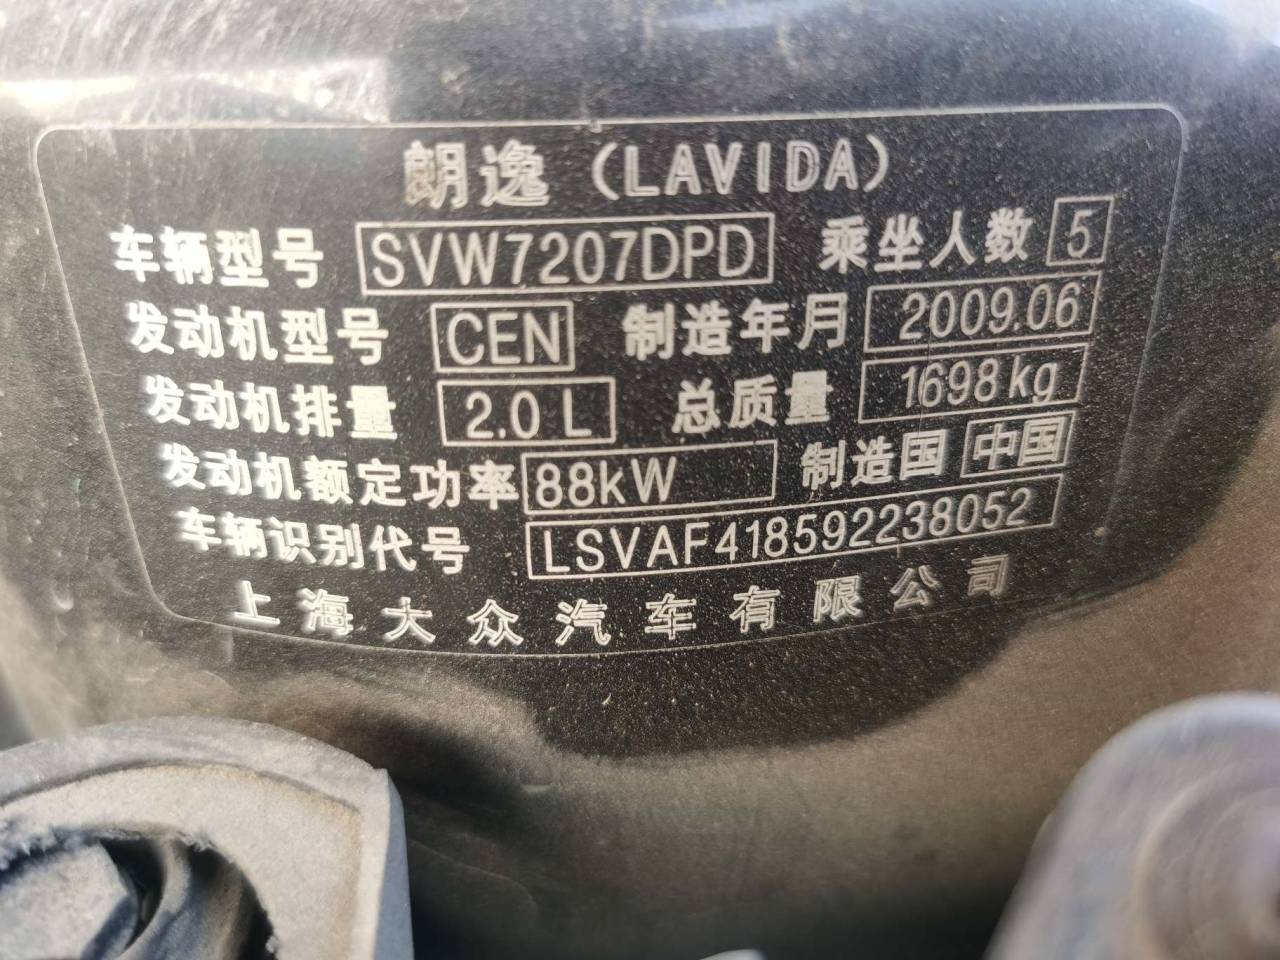 朗逸（LAVIDA）
车辆型号 SVW7207DPD 乘坐人数 5
发动机型号 CEN 制造年月 2009.06
发动机排量 2.0 L 总质量 1698kg
发动机额定功率 88kW 制造国 中国
车辆识别代号 LSVAF418592238052
上海大众汽车有限公司